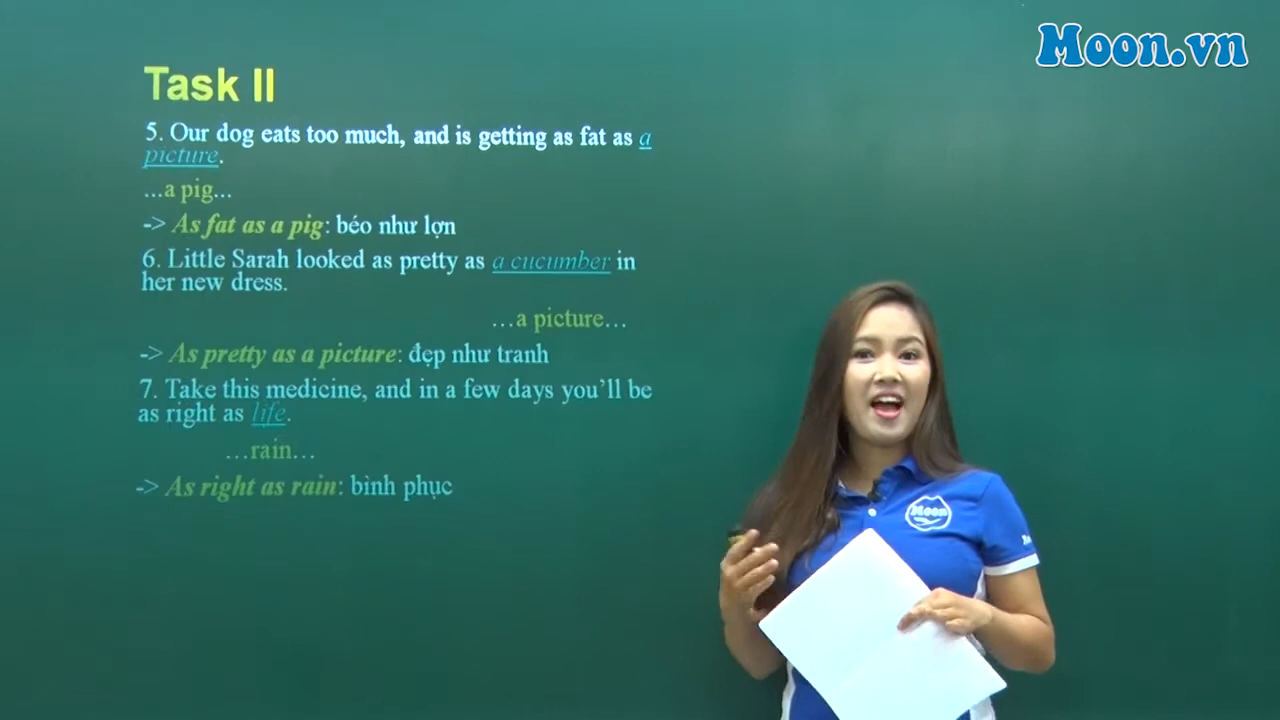 Moon.vn
Task II
5. Our dog eats too much, and is getting as fat as a
picture.
...a pig...
-> As fat as a pig: béo như lợn
6. Little Sarah looked as pretty as a cucumber in
her new dress.
...a picture...
-> As pretty as a picture: đẹp như tranh
7. Take this medicine, and in a few days you'll be
as right as life.
...rain...
-> As right as rain: bình phục
Moon